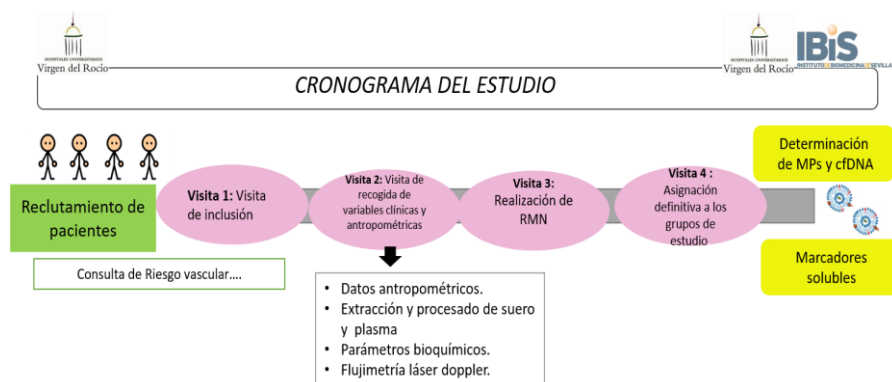 HOSPITALES UNIVERSITARIOS
Virgen del Rocío
HOSPITALES UNIVERSITARIOS
Virgen del Rocío
IBiS
INSTITUTO DE BIOMEDICINA DE SEVILLA
CRONOGRAMA DEL ESTUDIO
Reclutamiento de
pacientes
Consulta de Riesgo vascular....
Visita 1: Visita
de inclusión
Visita 2: Visita de
recogida de
variables clínicas y
antropométricas
• Datos antropométricos.
• Extracción y procesado de suero
y plasma
• Parámetros bioquímicos.
• Flujimetría láser doppler.
Visita 3:
Realización de
RMN
Visita 4 :
Asignación
definitiva a los
grupos de
estudio
Determinación
de MPs y cfDNA
Marcadores
solubles